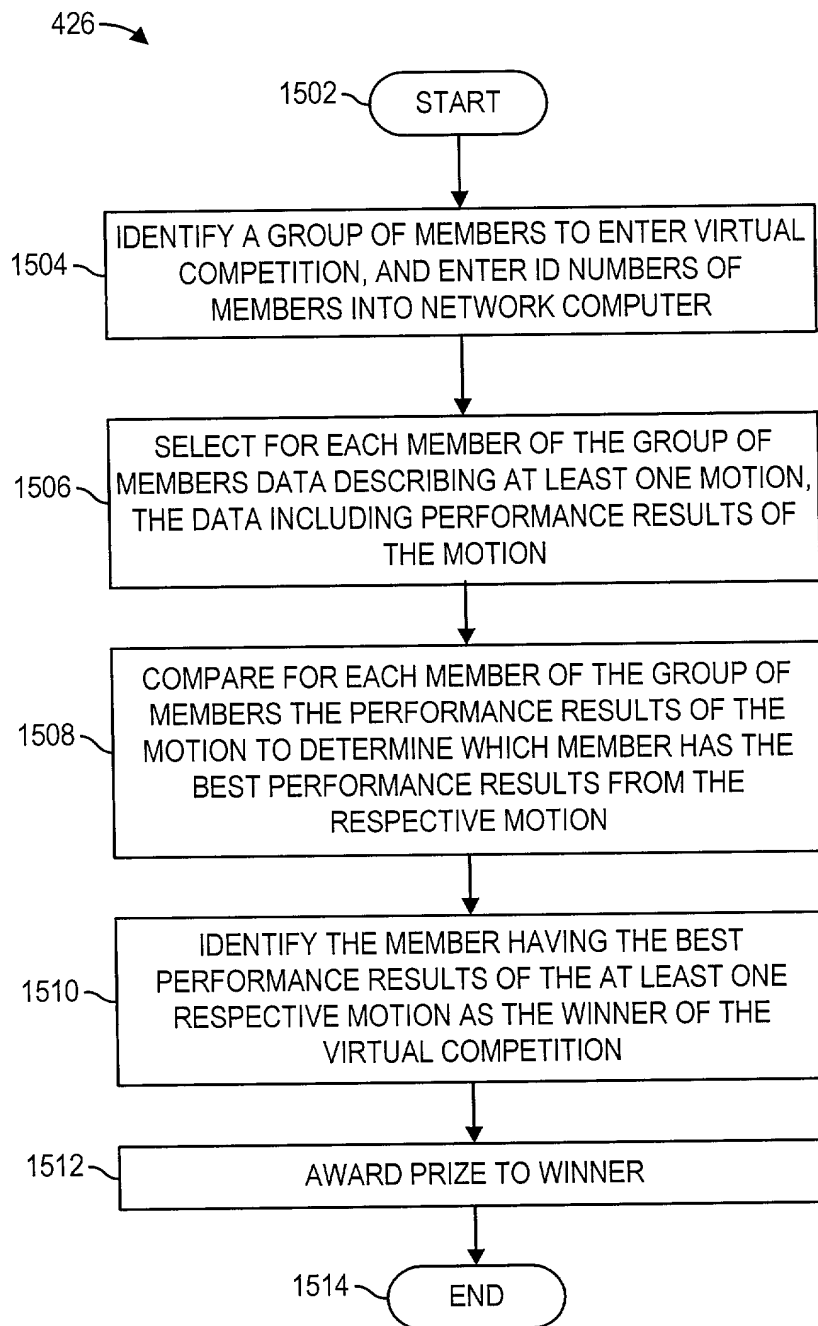 426
1502
START
1504
IDENTIFY A GROUP OF MEMBERS TO ENTER VIRTUAL
COMPETITION, AND ENTER ID NUMBERS OF
MEMBERS INTO NETWORK COMPUTER
1506
SELECT FOR EACH MEMBER OF THE GROUP OF
MEMBERS DATA DESCRIBING AT LEAST ONE MOTION,
THE DATA INCLUDING PERFORMANCE RESULTS OF
THE MOTION
1508
COMPARE FOR EACH MEMBER OF THE GROUP OF
MEMBERS THE PERFORMANCE RESULTS OF THE
MOTION TO DETERMINE WHICH MEMBER HAS THE
BEST PERFORMANCE RESULTS FROM THE
RESPECTIVE MOTION
1510
IDENTIFY THE MEMBER HAVING THE BEST
PERFORMANCE RESULTS OF THE AT LEAST ONE
RESPECTIVE MOTION AS THE WINNER OF THE
VIRTUAL COMPETITION
1512
AWARD PRIZE TO WINNER
1514
END